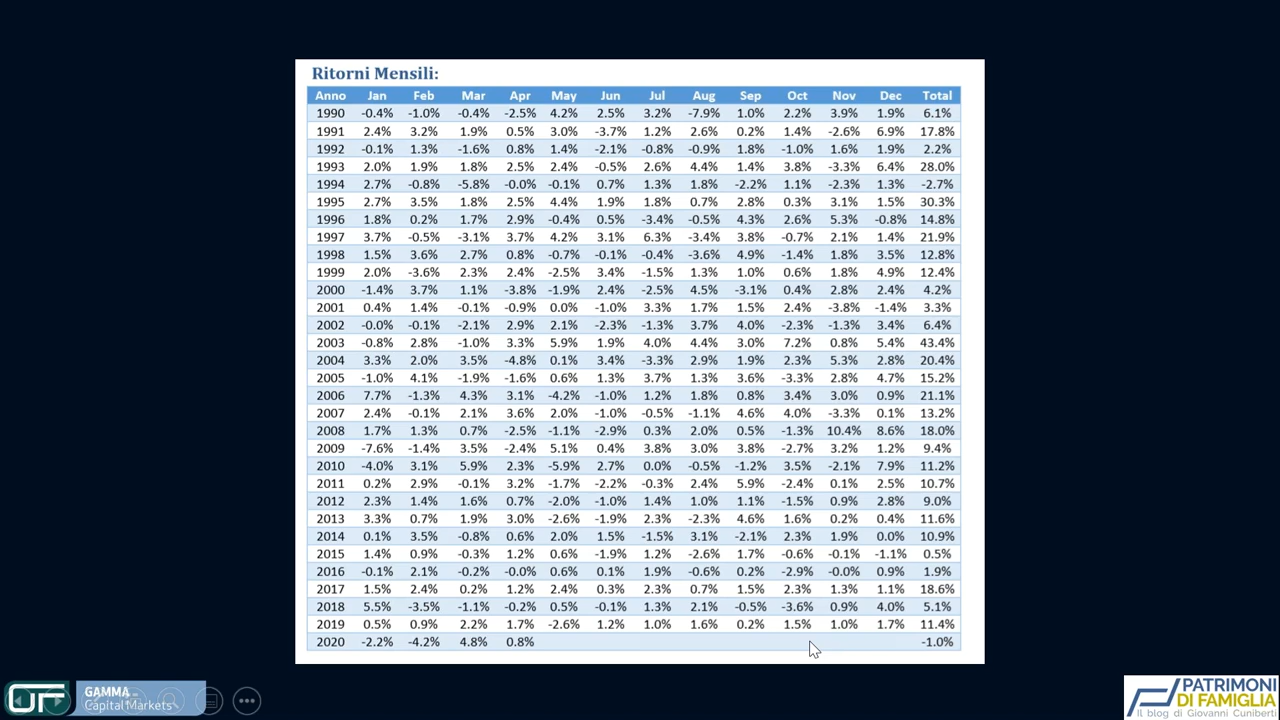 Ritorni Mensili:
Anno Jan Feb Mar Apr May Jun Jul Aug Sep Oct Nov Dec Total
1990 -0.4% -1.0% -0.4% -2.5% 4.2% 2.5% 3.2% -7.9% 1.0% 2.2% 3.9% 1.9% 6.1%
1991 2.4% 3.2% 1.9% 0.5% 3.0% -3.7% 1.2% 2.6% 0.2% 1.4% -2.6% 6.9% 17.8%
1992 -0.1% 1.3% -1.6% 0.8% 1.4% -2.1% -0.8% -0.9% 1.8% -1.0% 1.6% 1.9% 2.2%
1993 2.0% 1.9% 1.8% 2.5% 2.4% -0.5% 2.6% 4.4% 1.4% 3.8% -3.3% 6.4% 28.0%
1994 2.7% -0.8% -5.8% -0.0% -0.1% 0.7% 1.3% 1.8% -2.2% 1.1% -2.3% 1.3% -2.7%
1995 2.7% 3.5% 1.8% 2.5% 4.4% 1.9% 1.8% 0.7% 2.8% 0.3% 3.1% 1.5% 30.3%
1996 1.8% 0.2% 1.7% 2.9% -0.4% 0.5% -3.4% -0.5% 4.3% 2.6% 5.3% -0.8% 14.8%
1997 3.7% -0.5% -3.1% 3.7% 4.2% 3.1% 6.3% -3.4% 3.8% -0.7% 2.1% 1.4% 21.9%
1998 1.5% 3.6% 2.7% 0.8% -0.7% -0.1% -0.4% -3.6% 4.9% -1.4% 1.8% 3.5% 12.8%
1999 2.0% -3.6% 2.3% 2.4% -2.5% 3.4% -1.5% 1.3% 1.0% 0.6% 1.8% 4.9% 12.4%
2000 -1.4% 3.7% 1.1% -3.8% -1.9% 2.4% -2.5% 4.5% -3.1% 0.4% 2.8% 2.4% 4.2%
2001 0.4% 1.4% -0.1% -0.9% 0.0% -1.0% 3.3% 1.7% 1.5% 2.4% -3.8% -1.4% 3.3%
2002 -0.0% -0.1% -2.1% 2.9% 2.1% -2.3% -1.3% 3.7% 4.0% -2.3% -1.3% 3.4% 6.4%
2003 -0.8% 2.8% -1.0% 3.3% 5.9% 1.9% 4.0% 4.4% 3.0% 7.2% 0.8% 5.4% 43.4%
2004 3.3% 2.0% 3.5% -4.8% 0.1% 3.4% -3.3% 2.9% 1.9% 2.3% 5.3% 2.8% 20.4%
2005 -1.0% 4.1% -1.9% -1.6% 0.6% 1.3% 3.7% 1.3% 3.6% -3.3% 2.8% 4.7% 15.2%
2006 7.7% -1.3% 4.3% 3.1% -4.2% -1.0% 1.2% 1.8% 0.8% 3.4% 3.0% 0.9% 21.1%
2007 2.4% -0.1% 2.1% 3.6% 2.0% -1.0% -0.5% -1.1% 4.6% 4.0% -3.3% 0.1% 13.2%
2008 1.7% 1.3% 0.7% -2.5% -1.1% -2.9% 0.3% 2.0% 0.5% -1.3% 10.4% 8.6% 18.0%
2009 -7.6% -1.4% 3.5% -2.4% 5.1% 0.4% 3.8% 3.0% 3.8% -2.7% 3.2% 1.2% 9.4%
2010 -4.0% 3.1% 5.9% 2.3% -5.9% 2.7% 0.0% -0.5% -1.2% 3.5% -2.1% 7.9% 11.2%
2011 0.2% 2.9% -0.1% 3.2% -1.7% -2.2% -0.3% 2.4% 5.9% -2.4% 0.1% 2.5% 10.7%
2012 2.3% 1.4% 1.6% 0.7% -2.0% -1.0% 1.4% 1.0% 1.1% -1.5% 0.9% 2.8% 9.0%
2013 3.3% 0.7% 1.9% 3.0% -2.6% -1.9% 2.3% -2.3% 4.6% 1.6% 0.2% 0.4% 11.6%
2014 0.1% 3.5% -0.8% 0.6% 2.0% 1.5% -1.5% 3.1% -2.1% 2.3% 1.9% 0.0% 10.9%
2015 1.4% 0.9% -0.3% 1.2% 0.6% -1.9% 1.2% -2.6% 1.7% -0.6% -0.1% -1.1% 0.5%
2016 -0.1% 2.1% -0.2% -0.0% 0.6% 0.1% 1.9% -0.6% 0.2% -2.9% -0.0% 0.9% 1.9%
2017 1.5% 2.4% 0.2% 1.2% 2.4% 0.3% 2.3% 0.7% 1.5% 2.3% 1.3% 1.1% 18.6%
2018 5.5% -3.5% -1.1% -0.2% 0.5% -0.1% 1.3% 2.1% -0.5% -3.6% 0.9% 4.0% 5.1%
2019 0.5% 0.9% 2.2% 1.7% -2.6% 1.2% 1.0% 1.6% 0.2% 1.5% 1.0% 1.7% 11.4%
2020 -2.2% -4.2% 4.8% 0.8% -1.0%
GAMMA
Capital Markets
PATRIMONI
DI FAMIGLIA
Il blog di Giovanni Cuniberti